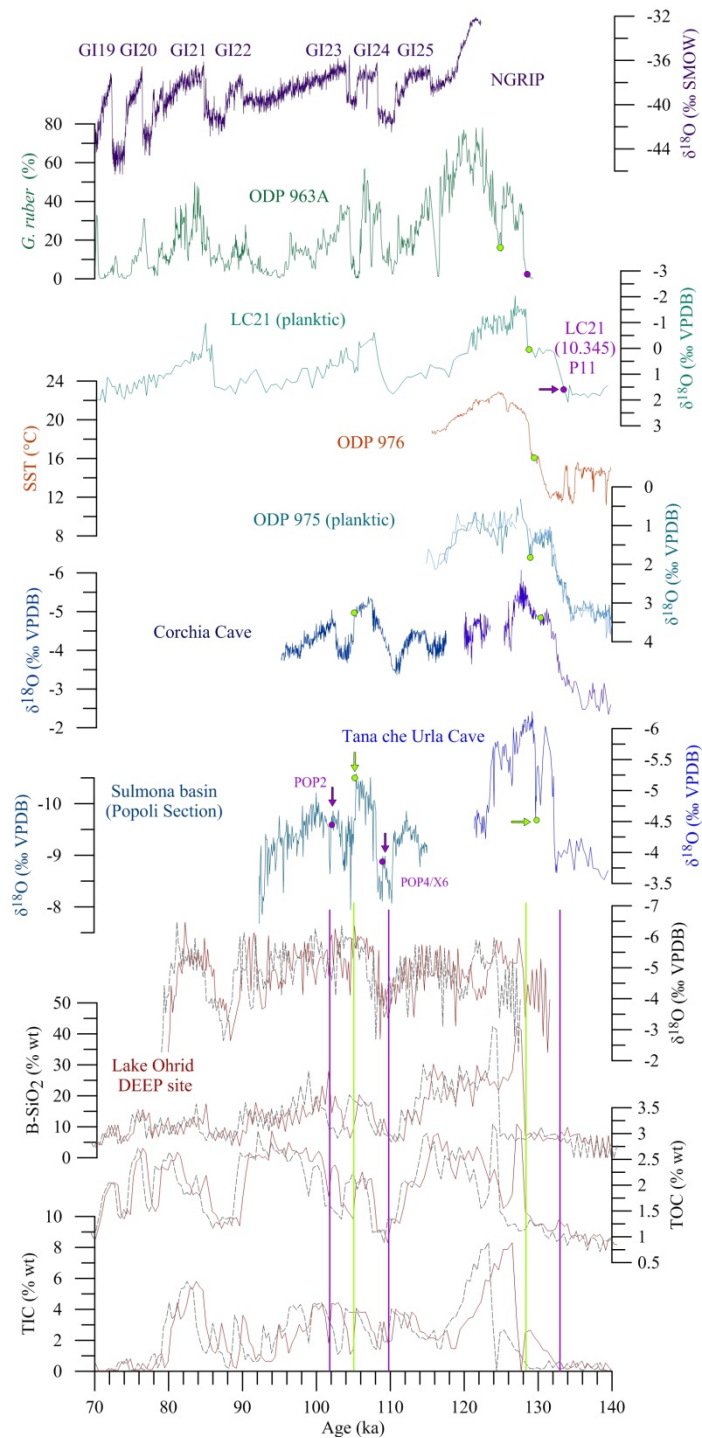 -32
-36
-40
-44
δ18O (‰ SMOW)
GI19 GI20 GI21 GI22 GI23 GI24 GI25
NGRIP
80
60
40
20
0
G. ruber (%)
ODP 963A
-3
-2
-1
0
1
2
3
δ18O (‰ VPDB)
LC21 (planktic)
LC21
(10.345)
P11
24
20
16
12
8
SST (°C)
ODP 976
0
1
2
3
4
δ18O (‰ VPDB)
ODP 975 (planktic)
-6
-5
-4
-3
-2
δ18O (‰ VPDB)
Corchia Cave
-6
-5.5
-5
-4.5
-4
-3.5
δ18O (‰ VPDB)
Tana che Urla Cave
-10
-9
-8
δ18O (‰ VPDB)
Sulmona basin
(Popoli Section)
POP2
POP4/X6
-7
-6
-5
-4
-3
-2
δ18O (‰ VPDB)
50
40
30
20
10
0
B-SiO2 (% wt)
Lake Ohrid
DEEP site
3.5
3
2.5
2
1.5
1
0.5
TOC (% wt)
10
8
6
4
2
0
TIC (% wt)
70 80 90 100 110 120 130 140
Age (ka)